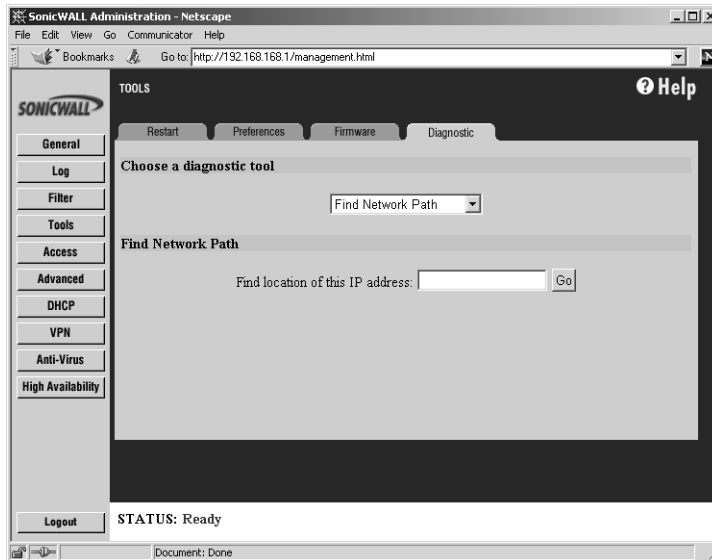 SonicWALL Administration - Netscape
File Edit View Go Communicator Help
Bookmarks Go to: http://192.168.168.1/management.html
N
SONICWALL
TOOLS
? Help
Restart Preferences Firmware Diagnostic
General
Log
Filter
Tools
Access
Advanced
DHCP
VPN
Anti-Virus
High Availability
Choose a diagnostic tool
Find Network Path
Find Network Path
Find location of this IP address: Go
Logout
STATUS: Ready
Document: Done